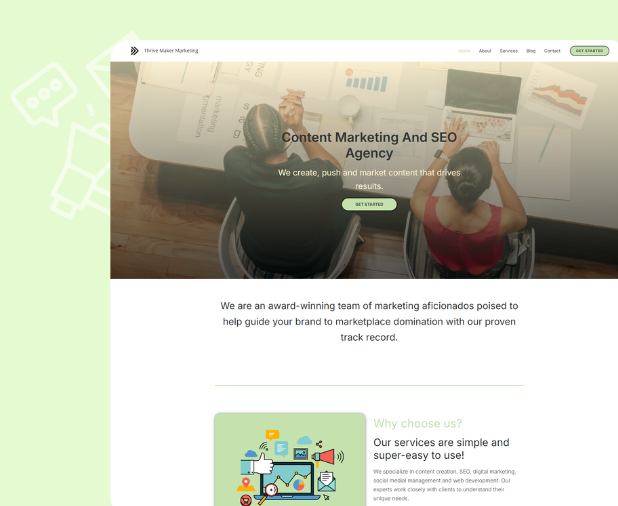 Thrive Maker Marketing
Home About Services Blog Contact GET STARTED
Content Marketing And SEO
Agency
We create, push and market content that drives
results.
GET STARTED
We are an award-winning team of marketing aficionados poised to
help guide your brand to marketplace domination with our proven
track record.
Why choose us?
Our services are simple and
super-easy to use!
We specialize in content creation, SEO, digital marketing,
social medial management and web development. Our
experts work closely with clients to understand their
unique needs.